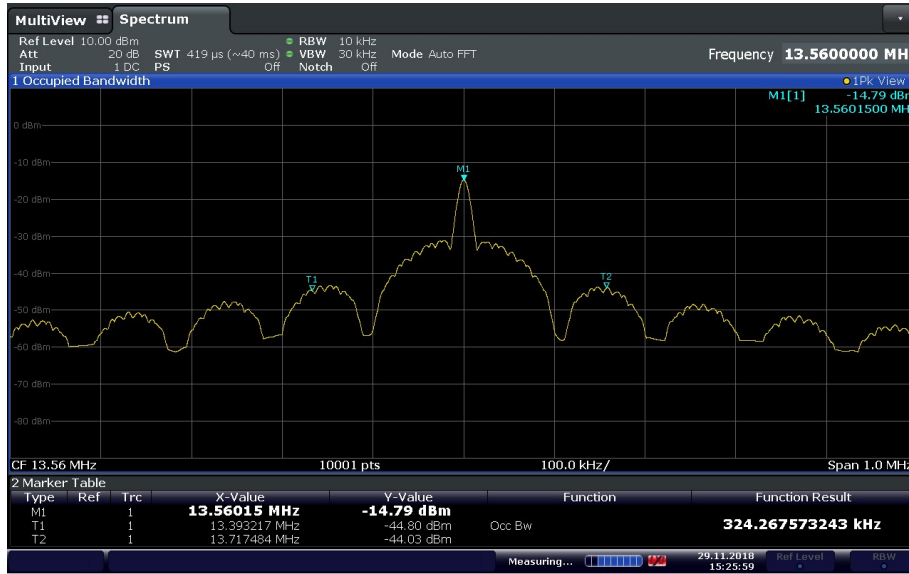 MultiView Spectrum
Ref Level 10.00 dBm RBW 10 kHz
Att 20 dB SWT 419 µs (~40 ms) VBW 30 kHz Mode Auto FFT Frequency 13.5600000 MH
Input 1 DC PS Off Notch Off
1 Occupied Bandwidth 1Pk View
M1[1] -14.79 dBr
13.5601500 MH
0 dBm
M1
-10 dBm
-20 dBm
-30 dBm
-40 dBm
T1 T2
-50 dBm
-60 dBm
-70 dBm
-80 dBm
CF 13.56 MHz 10001 pts 100.0 kHz/ Span 1.0 MHz
2 Marker Table
Type Ref Trc X-Value Y-Value Function Function Result
M1 1 13.56015 MHz -14.79 dBm
T1 1 13.393217 MHz -44.80 dBm Occ Bw 324.267573243 kHz
T2 1 13.717484 MHz -44.03 dBm
Measuring... 29.11.2018 Ref Level RBW
15:25:59